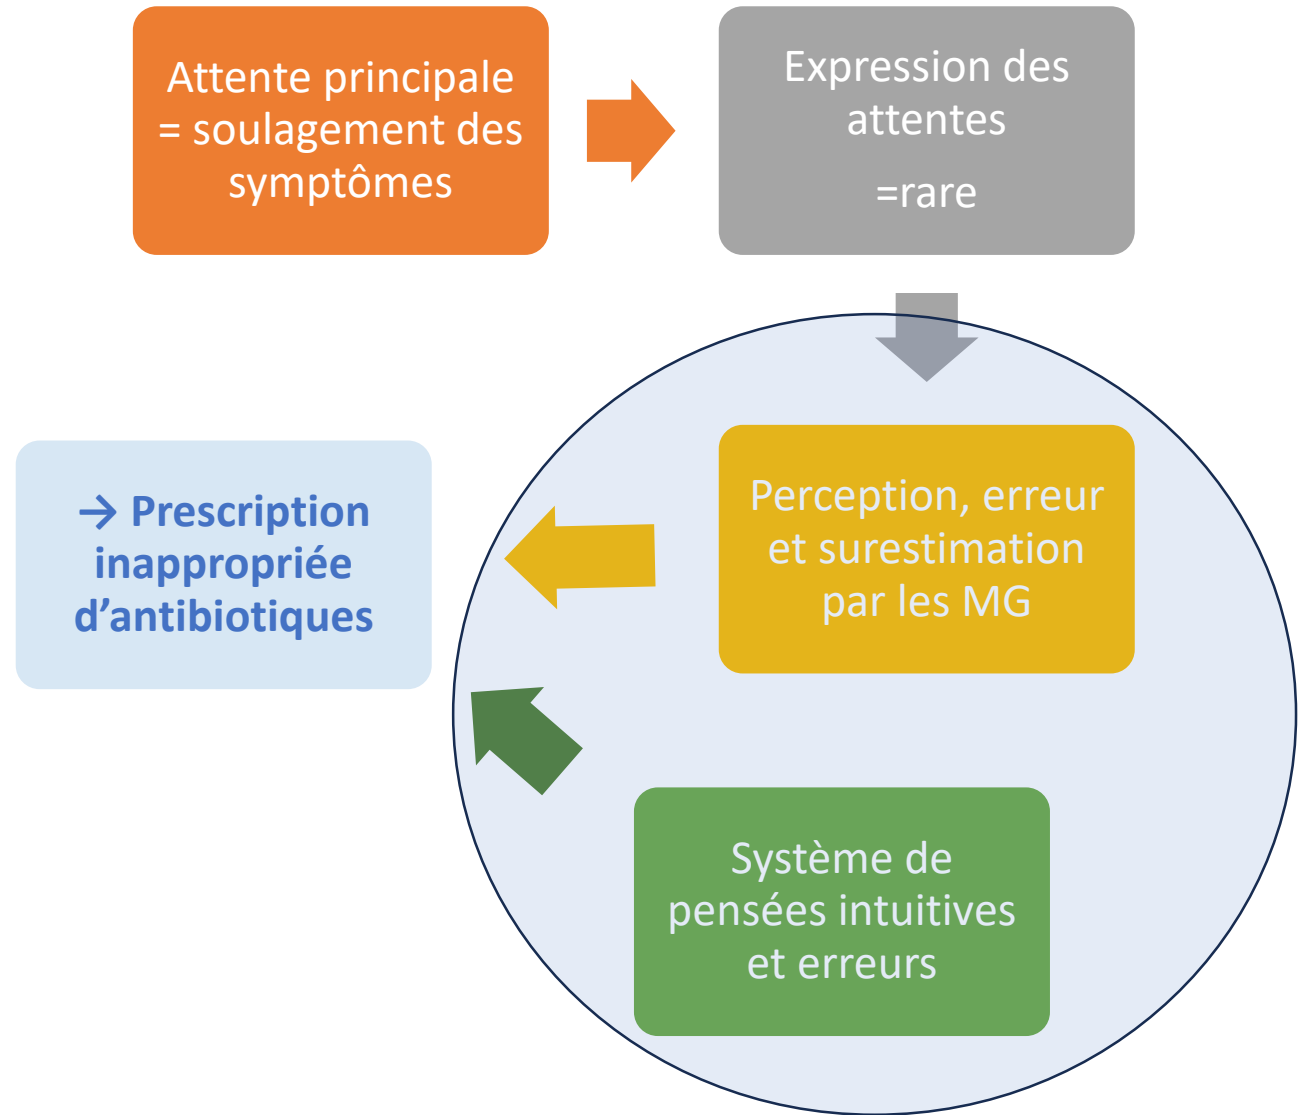 Attente principale
= soulagement des
symptômes
Expression des
attentes
=rare
Perception, erreur
et surestimation
par les MG
→ Prescription
inappropriée
d’antibiotiques
Système de
pensées intuitives
et erreurs